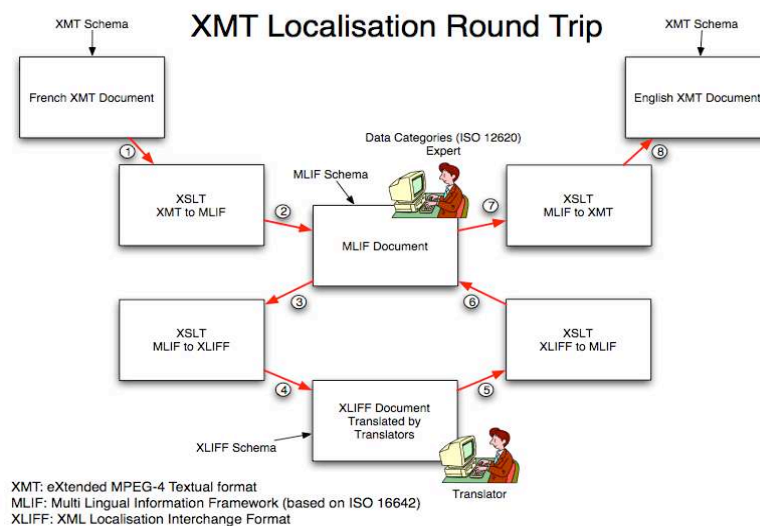 XMT Localisation Round Trip
XMT Schema
XMT Schema
French XMT Document
English XMT Document
1
8
Data Categories (ISO 12620)
Expert
MLIF Schema
XSLT
XMT to MLIF
2
7
XSLT
MLIF to XMT
MLIF Document
3
6
XSLT
MLIF to XLIFF
XSLT
XLIFF to MLIF
4
5
XLIFF Document
Translated by
Translators
XLIFF Schema
Translator
XMT: eXtended MPEG-4 Textual format
MLIF: Multi Lingual Information Framework (based on ISO 16642)
XLIFF: XML Localisation Interchange Format